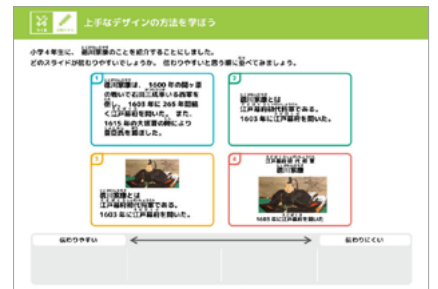 上手なデザインの方法を学ぼう
小学4年生に、徳川家康のことを紹介することにしました。
どのスライドが伝わりやすいでしょうか。 伝わりやすいと思う順に並べてみましょう。
1
徳川家康は、1600年の関ヶ原
の戦いで石田三成率いる西軍を
倒し、1603年に265年間続
く江戸幕府を開いた。また、
1615年の大坂夏の陣により
豊臣氏を滅ぼした。
2
徳川家康とは
江戸幕府初代将軍である。
1603年に江戸幕府を開いた。
3
徳川家康とは
江戸幕府初代将軍である。
1603年に江戸幕府を開いた。
4
江戸幕府初代将軍
徳川家康
1603年に江戸幕府を開いた
伝わりやすい
伝わりにくい